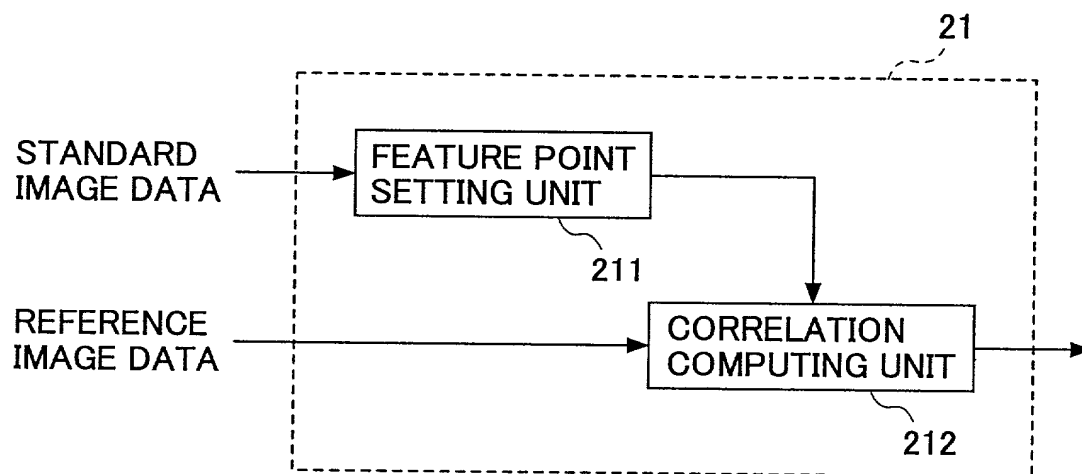 21
STANDARD
IMAGE DATA
FEATURE POINT
SETTING UNIT
211
REFERENCE
IMAGE DATA
CORRELATION
COMPUTING UNIT
212